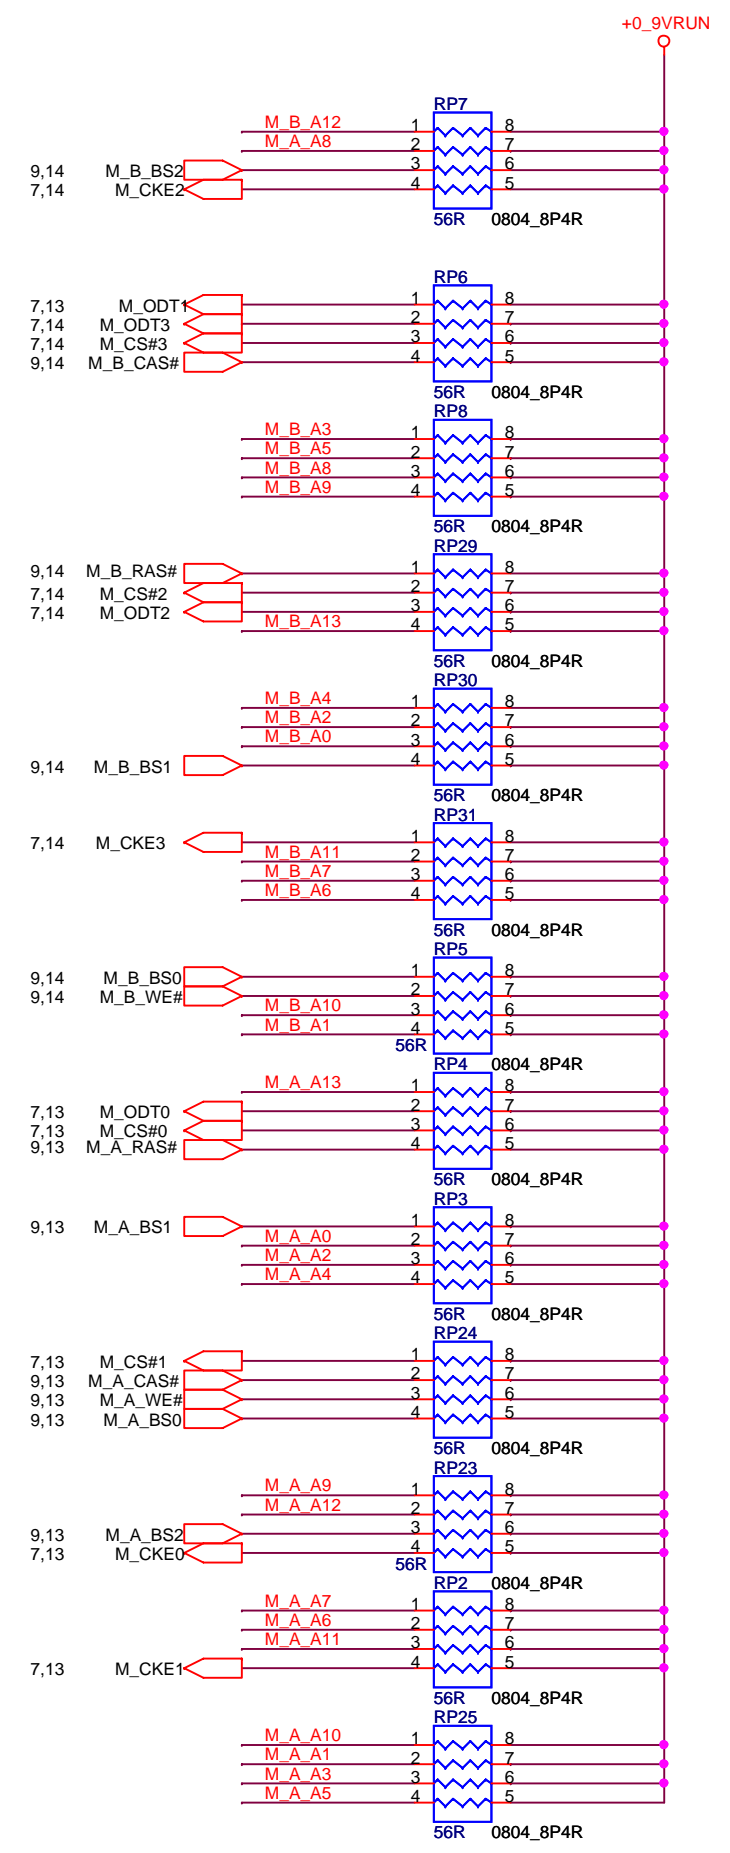 +0_9VRUN
RP7
M_B_A12 1 8
M_A_A8 2 7
9,14 M_B_BS2 3 6
7,14 M_CKE2 4 5
56R 0804_8P4R
RP6
7,13 M_ODT1 1 8
7,14 M_ODT3 2 7
7,14 M_CS#3 3 6
9,14 M_B_CAS# 4 5
56R 0804_8P4R
RP8
M_B_A3 1 8
M_B_A5 2 7
M_B_A8 3 6
M_B_A9 4 5
56R 0804_8P4R
RP29
9,14 M_B_RAS# 1 8
7,14 M_CS#2 2 7
7,14 M_ODT2 3 6
M_B_A13 4 5
56R 0804_8P4R
RP30
M_B_A4 1 8
M_B_A2 2 7
M_B_A0 3 6
9,14 M_B_BS1 4 5
56R 0804_8P4R
RP31
7,14 M_CKE3 1 8
M_B_A11 2 7
M_B_A7 3 6
M_B_A6 4 5
56R 0804_8P4R
RP5
9,14 M_B_BS0 1 8
9,14 M_B_WE# 2 7
M_B_A10 3 6
M_B_A1 4 5
56R 0804_8P4R
RP4
M_A_A13 1 8
7,13 M_ODT0 2 7
7,13 M_CS#0 3 6
9,13 M_A_RAS# 4 5
56R 0804_8P4R
RP3
9,13 M_A_BS1 1 8
M_A_A0 2 7
M_A_A2 3 6
M_A_A4 4 5
56R 0804_8P4R
RP24
7,13 M_CS#1 1 8
9,13 M_A_CAS# 2 7
9,13 M_A_WE# 3 6
9,13 M_A_BS0 4 5
56R 0804_8P4R
RP23
M_A_A9 1 8
M_A_A12 2 7
9,13 M_A_BS2 3 6
7,13 M_CKE0 4 5
56R 0804_8P4R
RP2
M_A_A7 1 8
M_A_A6 2 7
M_A_A11 3 6
7,13 M_CKE1 4 5
56R 0804_8P4R
RP25
M_A_A10 1 8
M_A_A1 2 7
M_A_A3 3 6
M_A_A5 4 5
56R 0804_8P4R